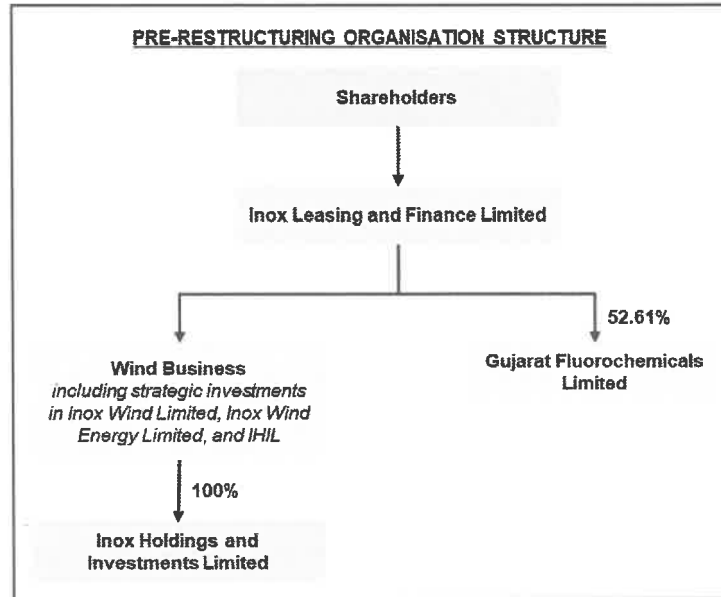 PRE-RESTRUCTURING ORGANISATION STRUCTURE
Shareholders
Inox Leasing and Finance Limited
52.61%
Wind Business
including strategic investments
in Inox Wind Limited, Inox Wind
Energy Limited, and IHIL
Gujarat Fluorochemicals
Limited
100%
Inox Holdings and
Investments Limited